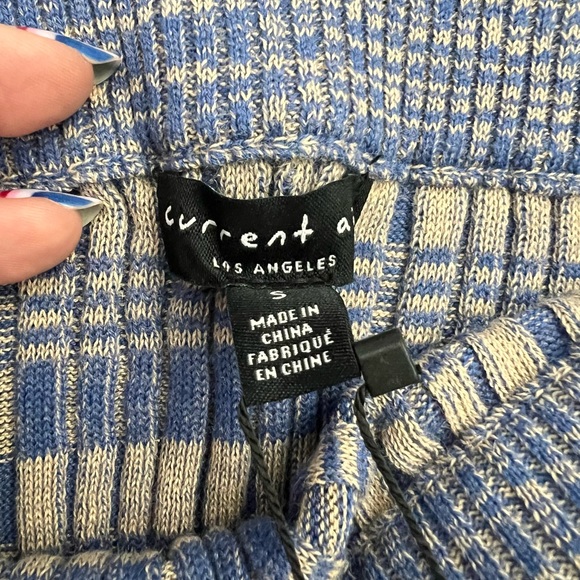 current a
LOS ANGELES
S
MADE IN
CHINA
FABRIQUÉ
EN CHINE